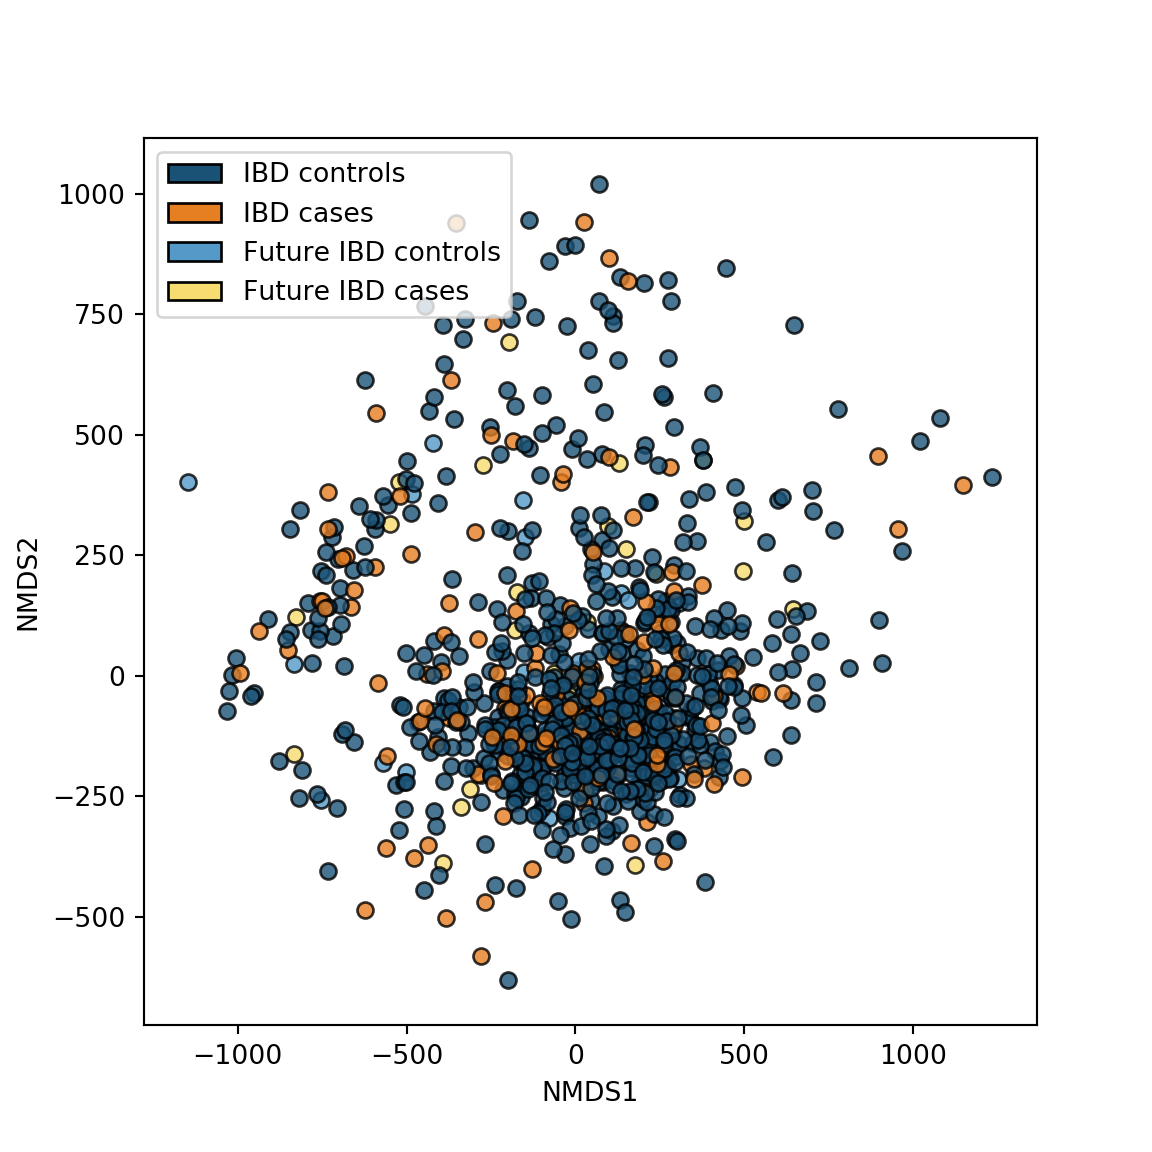 IBD controls
IBD cases
Future IBD controls
Future IBD cases
1000
750
500
250
0
−250
−500
NMDS2
−1000
−500
0
500
1000
NMDS1